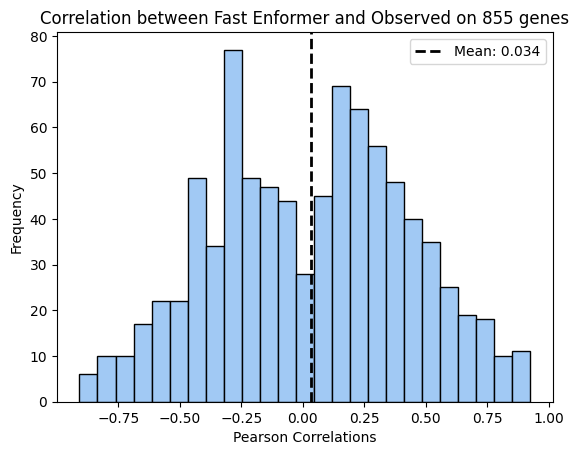 Correlation between Fast Enformer and Observed on 855 genes
Mean: 0.034
80
70
60
50
40
30
20
10
0
Frequency
−0.75 −0.50 −0.25 0.00 0.25 0.50 0.75 1.00
Pearson Correlations